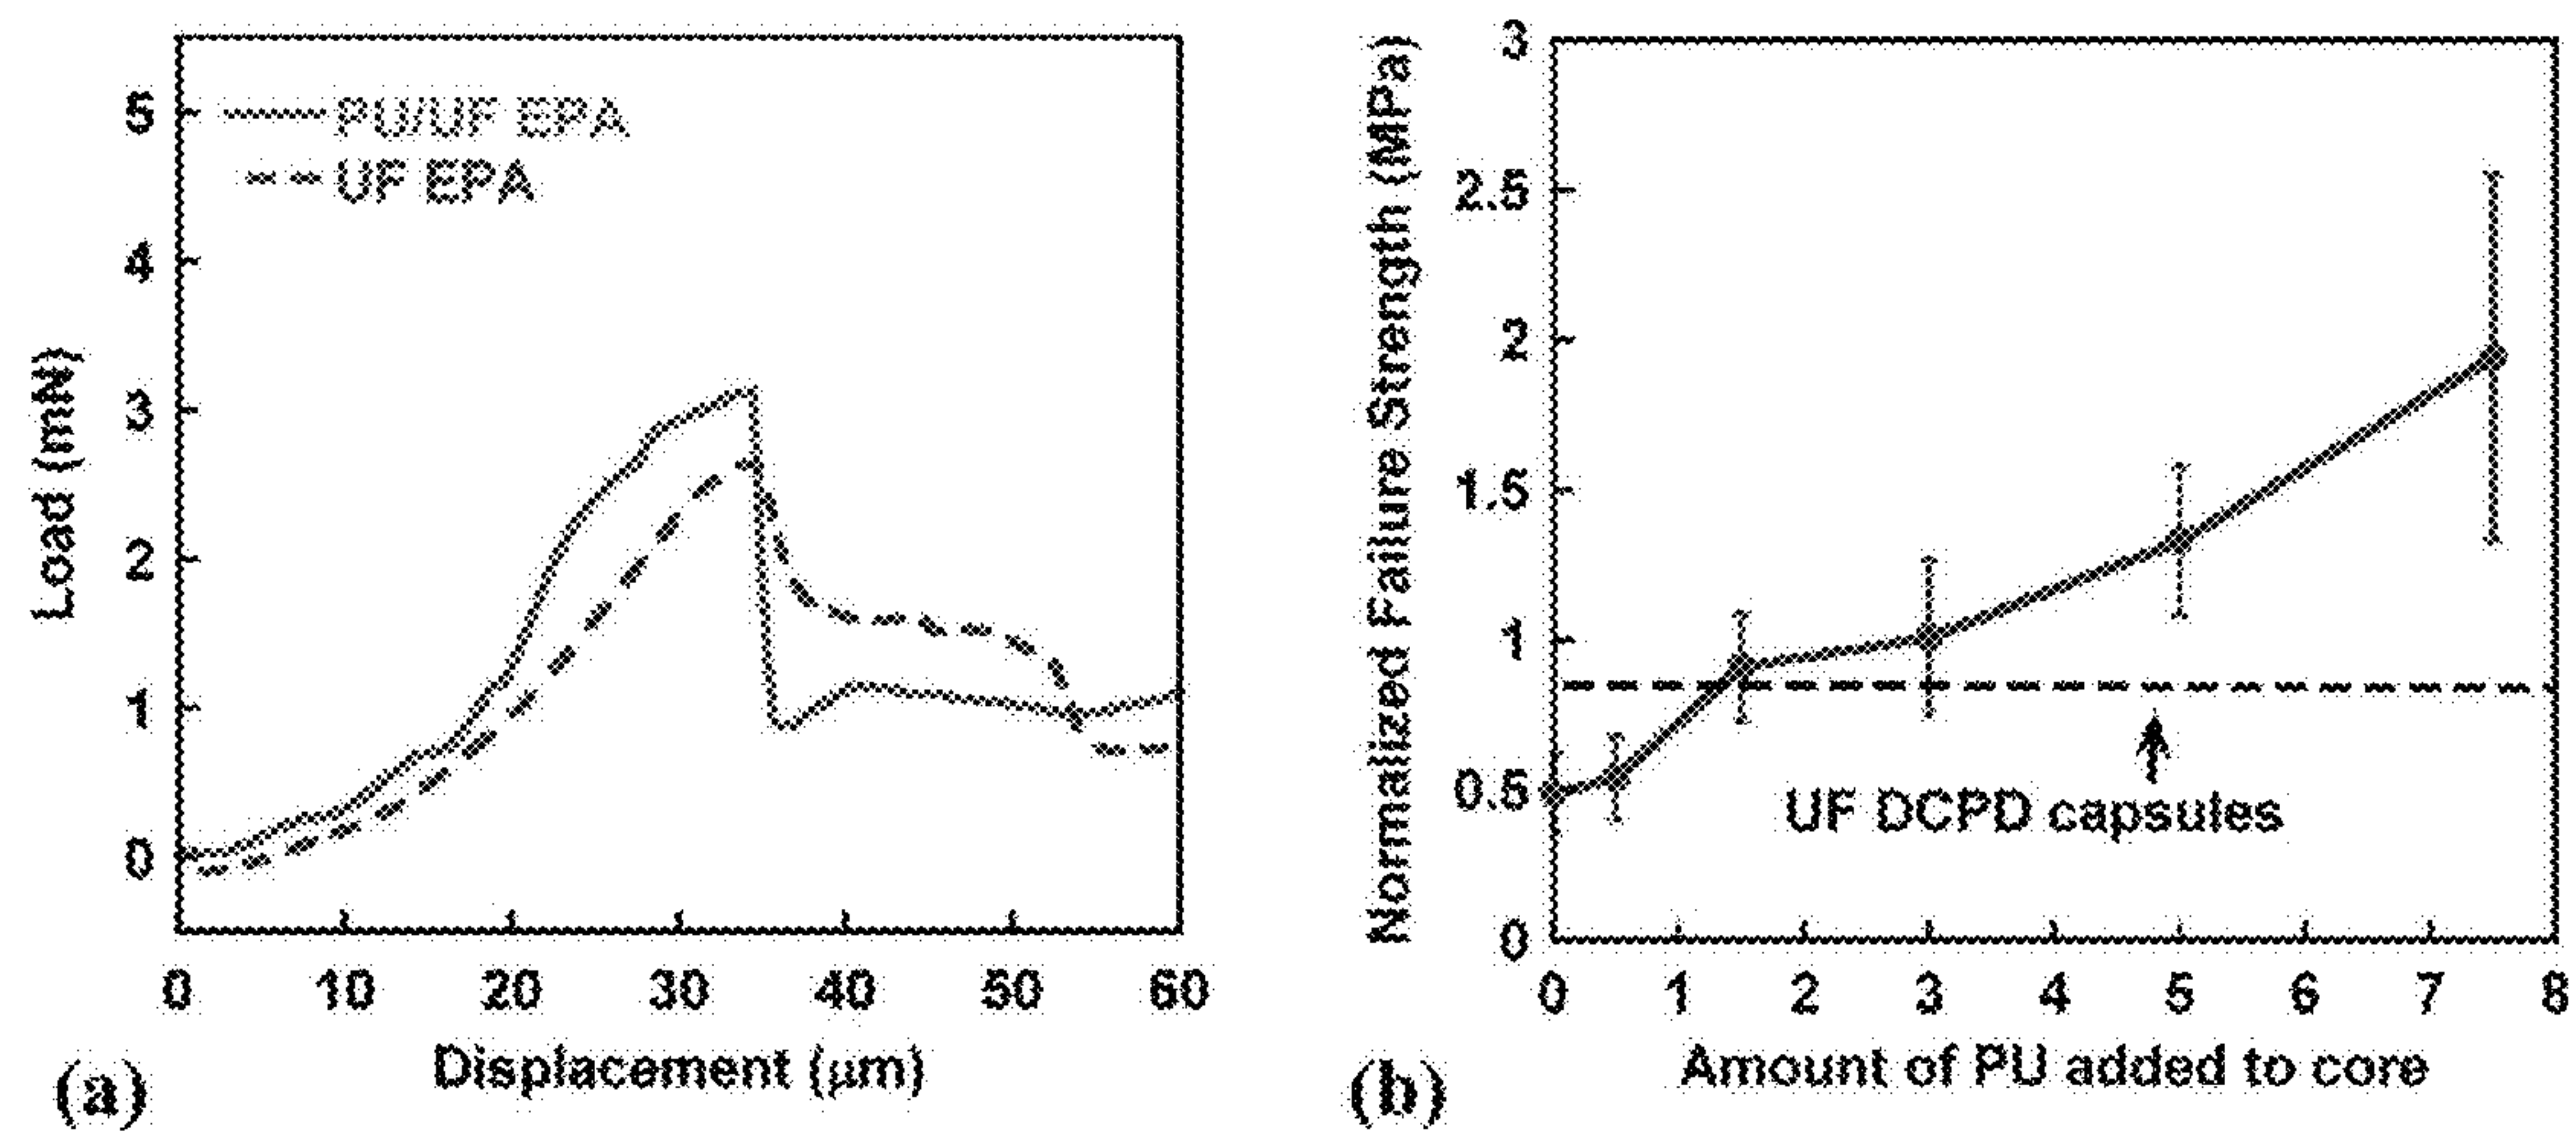 PU/UF EPA
UF EPA
5
4
3
2
1
0
Load (mN)
0 10 20 30 40 50 60
Displacement (μm)
(a)
3
2.5
2
1.5
1
0.5
0
Normalized Failure Strength (MPa)
UF DCPD capsules
0 1 2 3 4 5 6 7 8
Amount of PU added to core
(b)